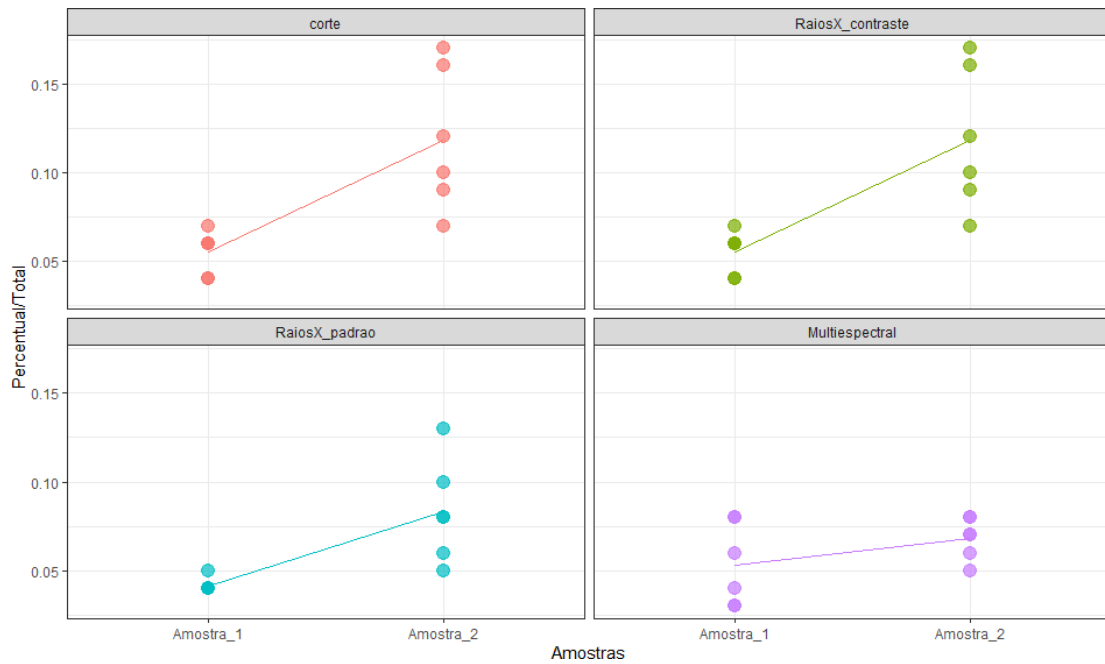 corte
RaiosX_contraste
0.15
0.10
0.05
RaiosX_padrao
Multiespectral
0.15
0.10
0.05
Percentual/Total
Amostra_1
Amostra_2
Amostra_1
Amostra_2
Amostras